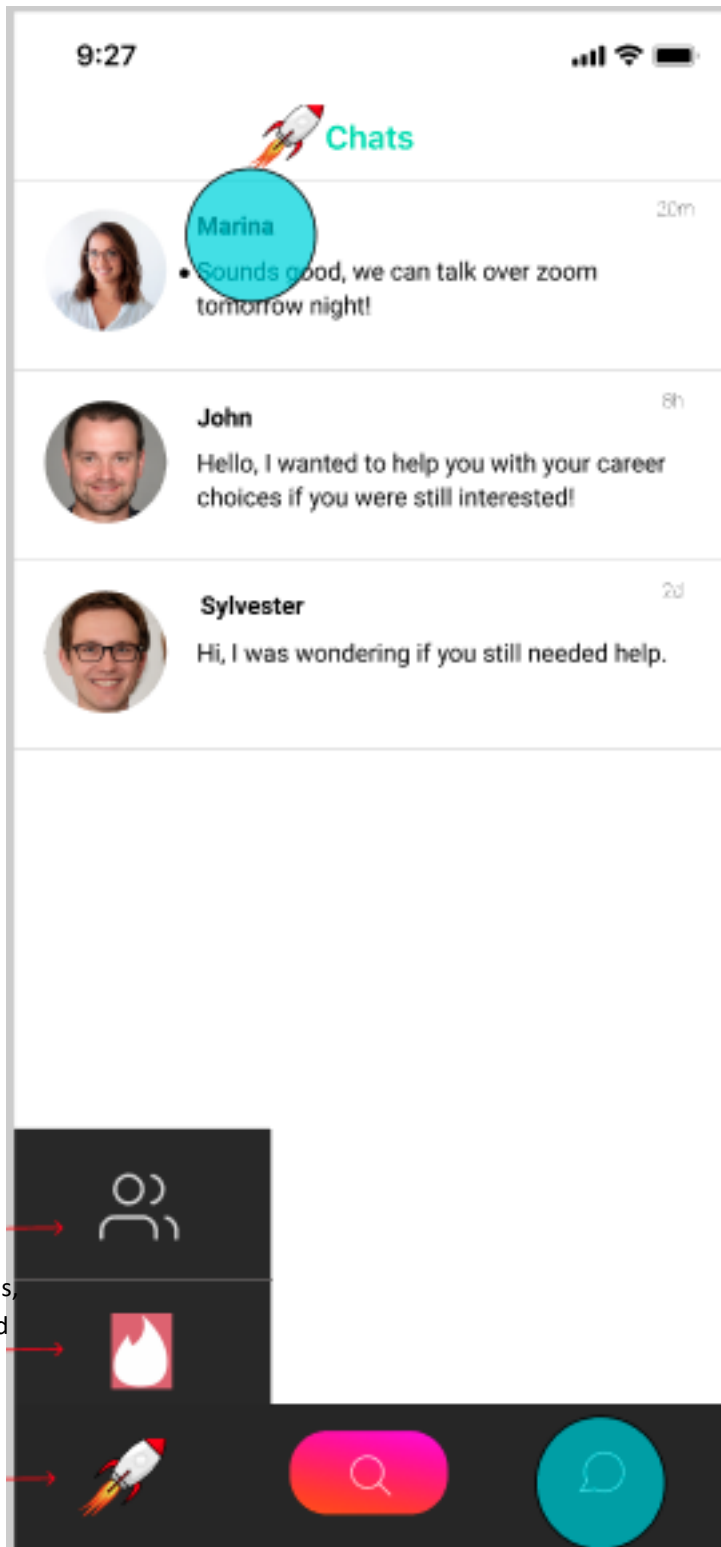 9:27
Chats
Marina
20m
• Sounds good, we can talk over zoom
tomorrow night!
John
8h
Hello, I wanted to help you with your career
choices if you were still interested!
Sylvester
2d
Hi, I was wondering if you still needed help.
s,
d